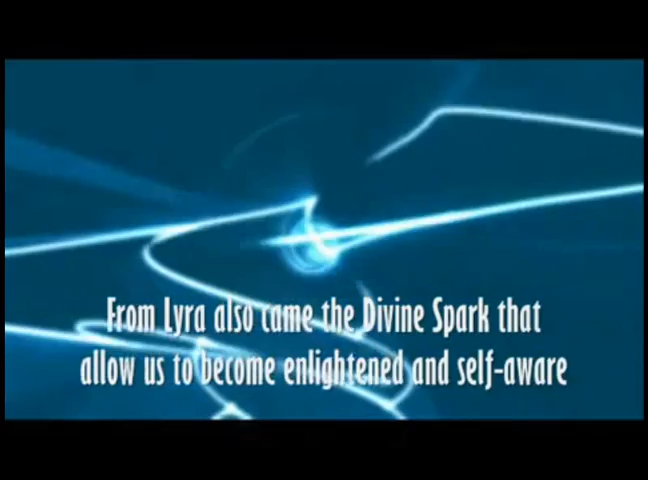 From Lyra also came the Divine Spark that
allow us to become enlightened and self-aware